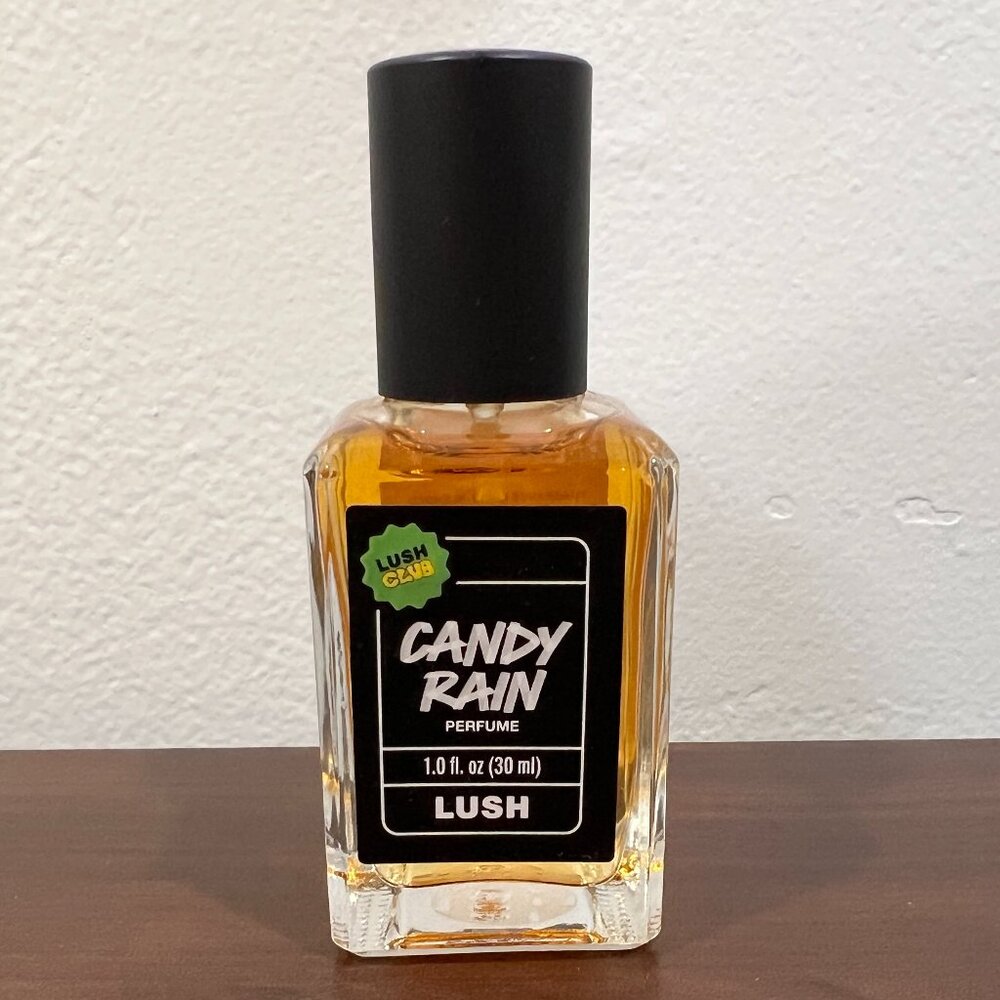 LUSH
CLUB
CANDY
RAIN
PERFUME
1.0 fl. oz (30 ml)
LUSH